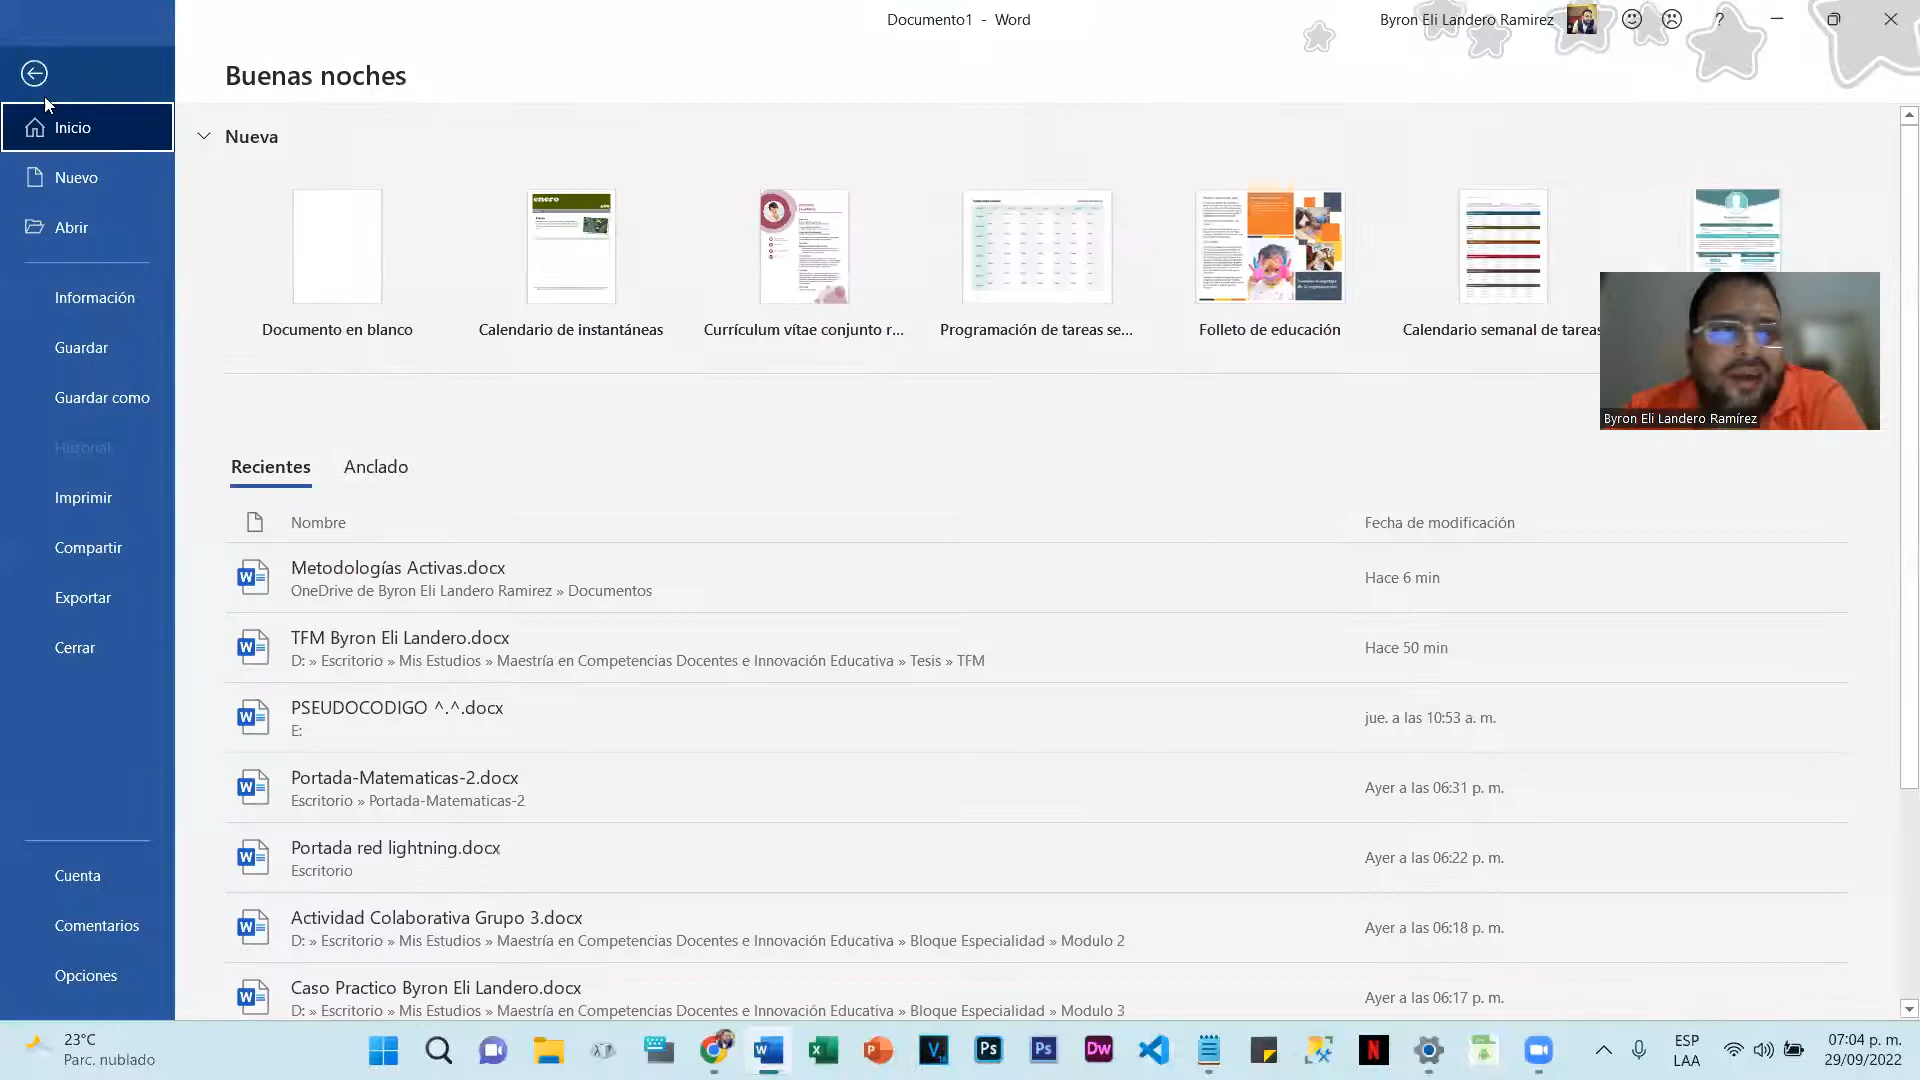 Documento1 - Word
Byron Eli Landero Ramirez
?
Buenas noches
Inicio
Nuevo
Abrir
Información
Guardar
Guardar como
Historial
Imprimir
Compartir
Exportar
Cerrar
Cuenta
Comentarios
Opciones
Nueva
enero
Documento en blanco
Calendario de instantáneas
Currículum vítae conjunto r...
Programación de tareas se...
Folleto de educación
Calendario semanal de tareas
Byron Eli Landero Ramírez
Recientes
Anclado
Nombre
Fecha de modificación
Metodologías Activas.docx
OneDrive de Byron Eli Landero Ramirez » Documentos
Hace 6 min
TFM Byron Eli Landero.docx
D: » Escritorio » Mis Estudios » Maestría en Competencias Docentes e Innovación Educativa » Tesis » TFM
Hace 50 min
PSEUDOCODIGO ^.^.docx
E:
jue. a las 10:53 a. m.
Portada-Matematicas-2.docx
Escritorio » Portada-Matematicas-2
Ayer a las 06:31 p. m.
Portada red lightning.docx
Escritorio
Ayer a las 06:22 p. m.
Actividad Colaborativa Grupo 3.docx
D: » Escritorio » Mis Estudios » Maestría en Competencias Docentes e Innovación Educativa » Bloque Especialidad » Modulo 2
Ayer a las 06:18 p. m.
Caso Practico Byron Eli Landero.docx
D: » Escritorio » Mis Estudios » Maestría en Competencias Docentes e Innovación Educativa » Bloque Especialidad » Modulo 3
Ayer a las 06:17 p. m.
23°C
Parc. nublado
Ps
Ps
Dw
N
ESP
LAA
07:04 p. m.
29/09/2022